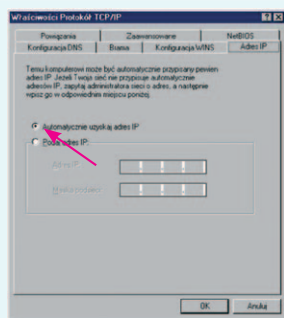 Właściwości Protokół TCP/IP
Powiązania Zaawansowane NetBIOS
Konfiguracja DNS Brama Konfiguracja WINS Adres IP
Temu komputerowi może być automatycznie przypisany pewien
adres IP. Jeżeli Twoja sieć nie przypisuje automatycznie
adresów IP, zapytaj administratora sieci o adres, a następnie
wpisz go w odpowiednim miejscu poniżej.
Automatycznie uzyskaj adres IP
Podaj adres IP:
Adres IP:
Maska podsieci:
OK Anuluj